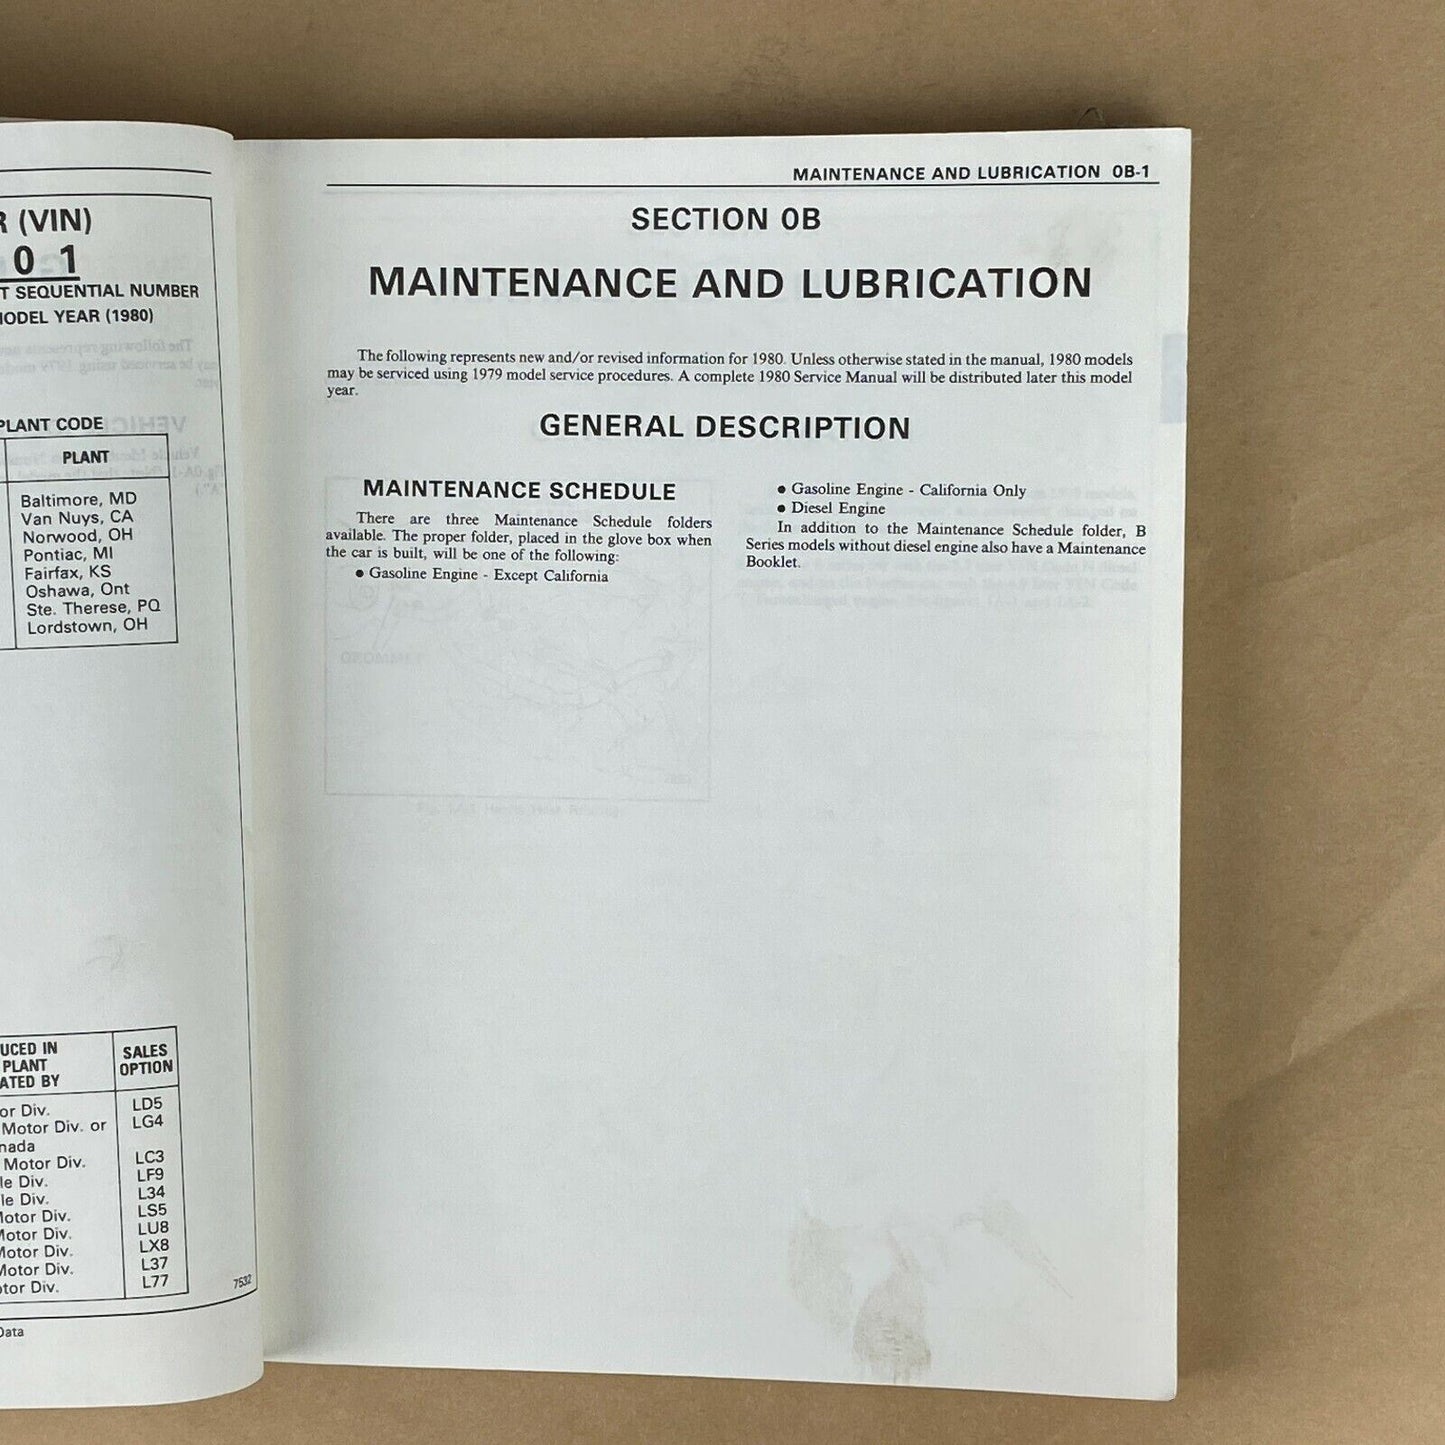 R (VIN)
0 1
T SEQUENTIAL NUMBER
MODEL YEAR (1980)
PLANT CODE
PLANT
Baltimore, MD
Van Nuys, CA
Norwood, OH
Pontiac, MI
Fairfax, KS
Oshawa, Ont
Ste. Therese, PQ
Lordstown, OH
UCED IN
PLANT
ATED BY
SALES
OPTION
or Div.
LD5
Motor Div. or
LG4
nada
Motor Div.
LC3
le Div.
LF9
le Div.
L34
Motor Div.
LS5
Motor Div.
LU8
Motor Div.
LX8
Motor Div.
L37
otor Div.
L77
7532
Data
MAINTENANCE AND LUBRICATION 0B-1
SECTION 0B
MAINTENANCE AND LUBRICATION
The following represents new and/or revised information for 1980. Unless otherwise stated in the manual, 1980 models
may be serviced using 1979 model service procedures. A complete 1980 Service Manual will be distributed later this model
year.
GENERAL DESCRIPTION
MAINTENANCE SCHEDULE
There are three Maintenance Schedule folders
available. The proper folder, placed in the glove box when
the car is built, will be one of the following:
● Gasoline Engine - Except California
● Gasoline Engine - California Only
● Diesel Engine
In addition to the Maintenance Schedule folder, B
Series models without diesel engine also have a Maintenance
Booklet.